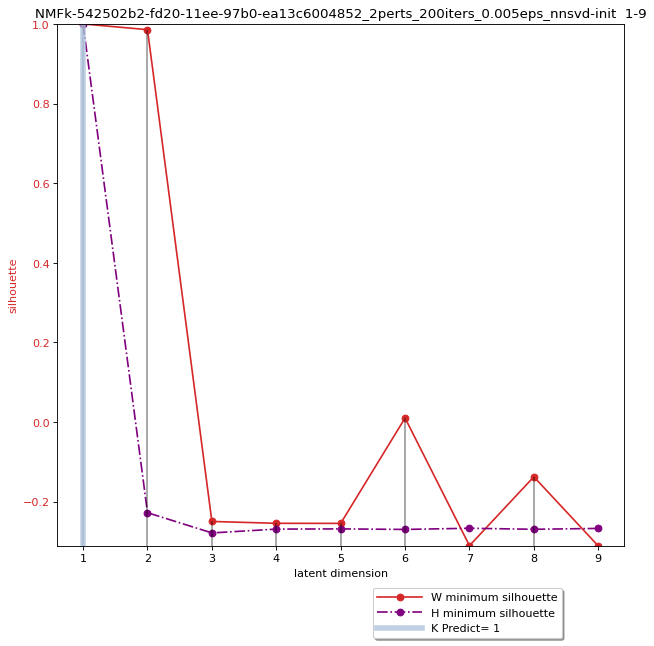 NMFk-542502b2-fd20-11ee-97b0-ea13c6004852_2perts_200iters_0.005eps_nnsvd-init  1-9
1.0
0.8
0.6
0.4
0.2
0.0
−0.2
silhouette
1 2 3 4 5 6 7 8 9
latent dimension
W minimum silhouette
H minimum silhouette
K Predict= 1